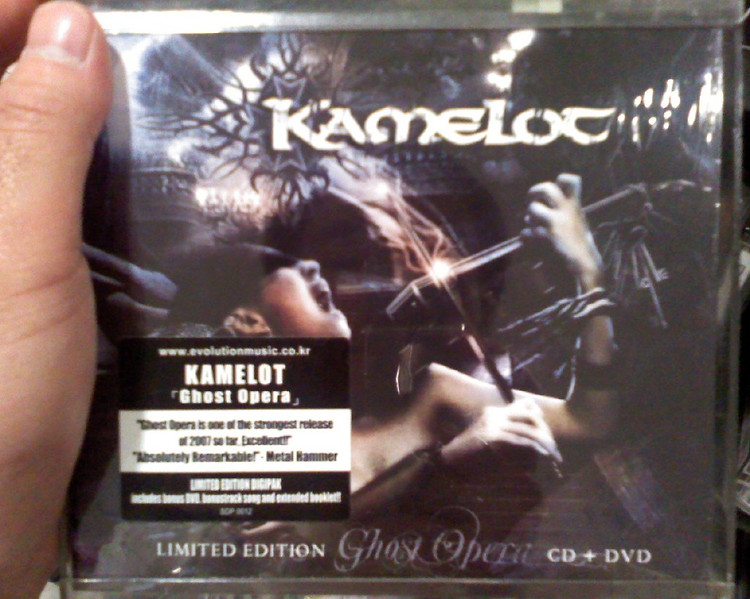 KAMELOT
www.evolutionmusic.co.kr
KAMELOT
「Ghost Opera」
"Ghost Opera is one of the strongest release
of 2007 so far. Excellent!!"
"Absolutely Remarkable!" - Metal Hammer
LIMITED EDITION DIGIPAK
includes bonus DVD, bonustrack song and extended booklet!!
SDP 0012
LIMITED EDITION Ghost Opera CD + DVD